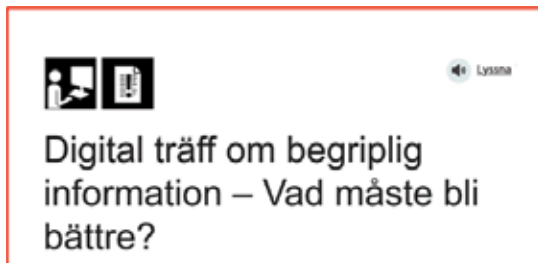 Lyssna
Digital träff om begriplig
information – Vad måste bli
bättre?